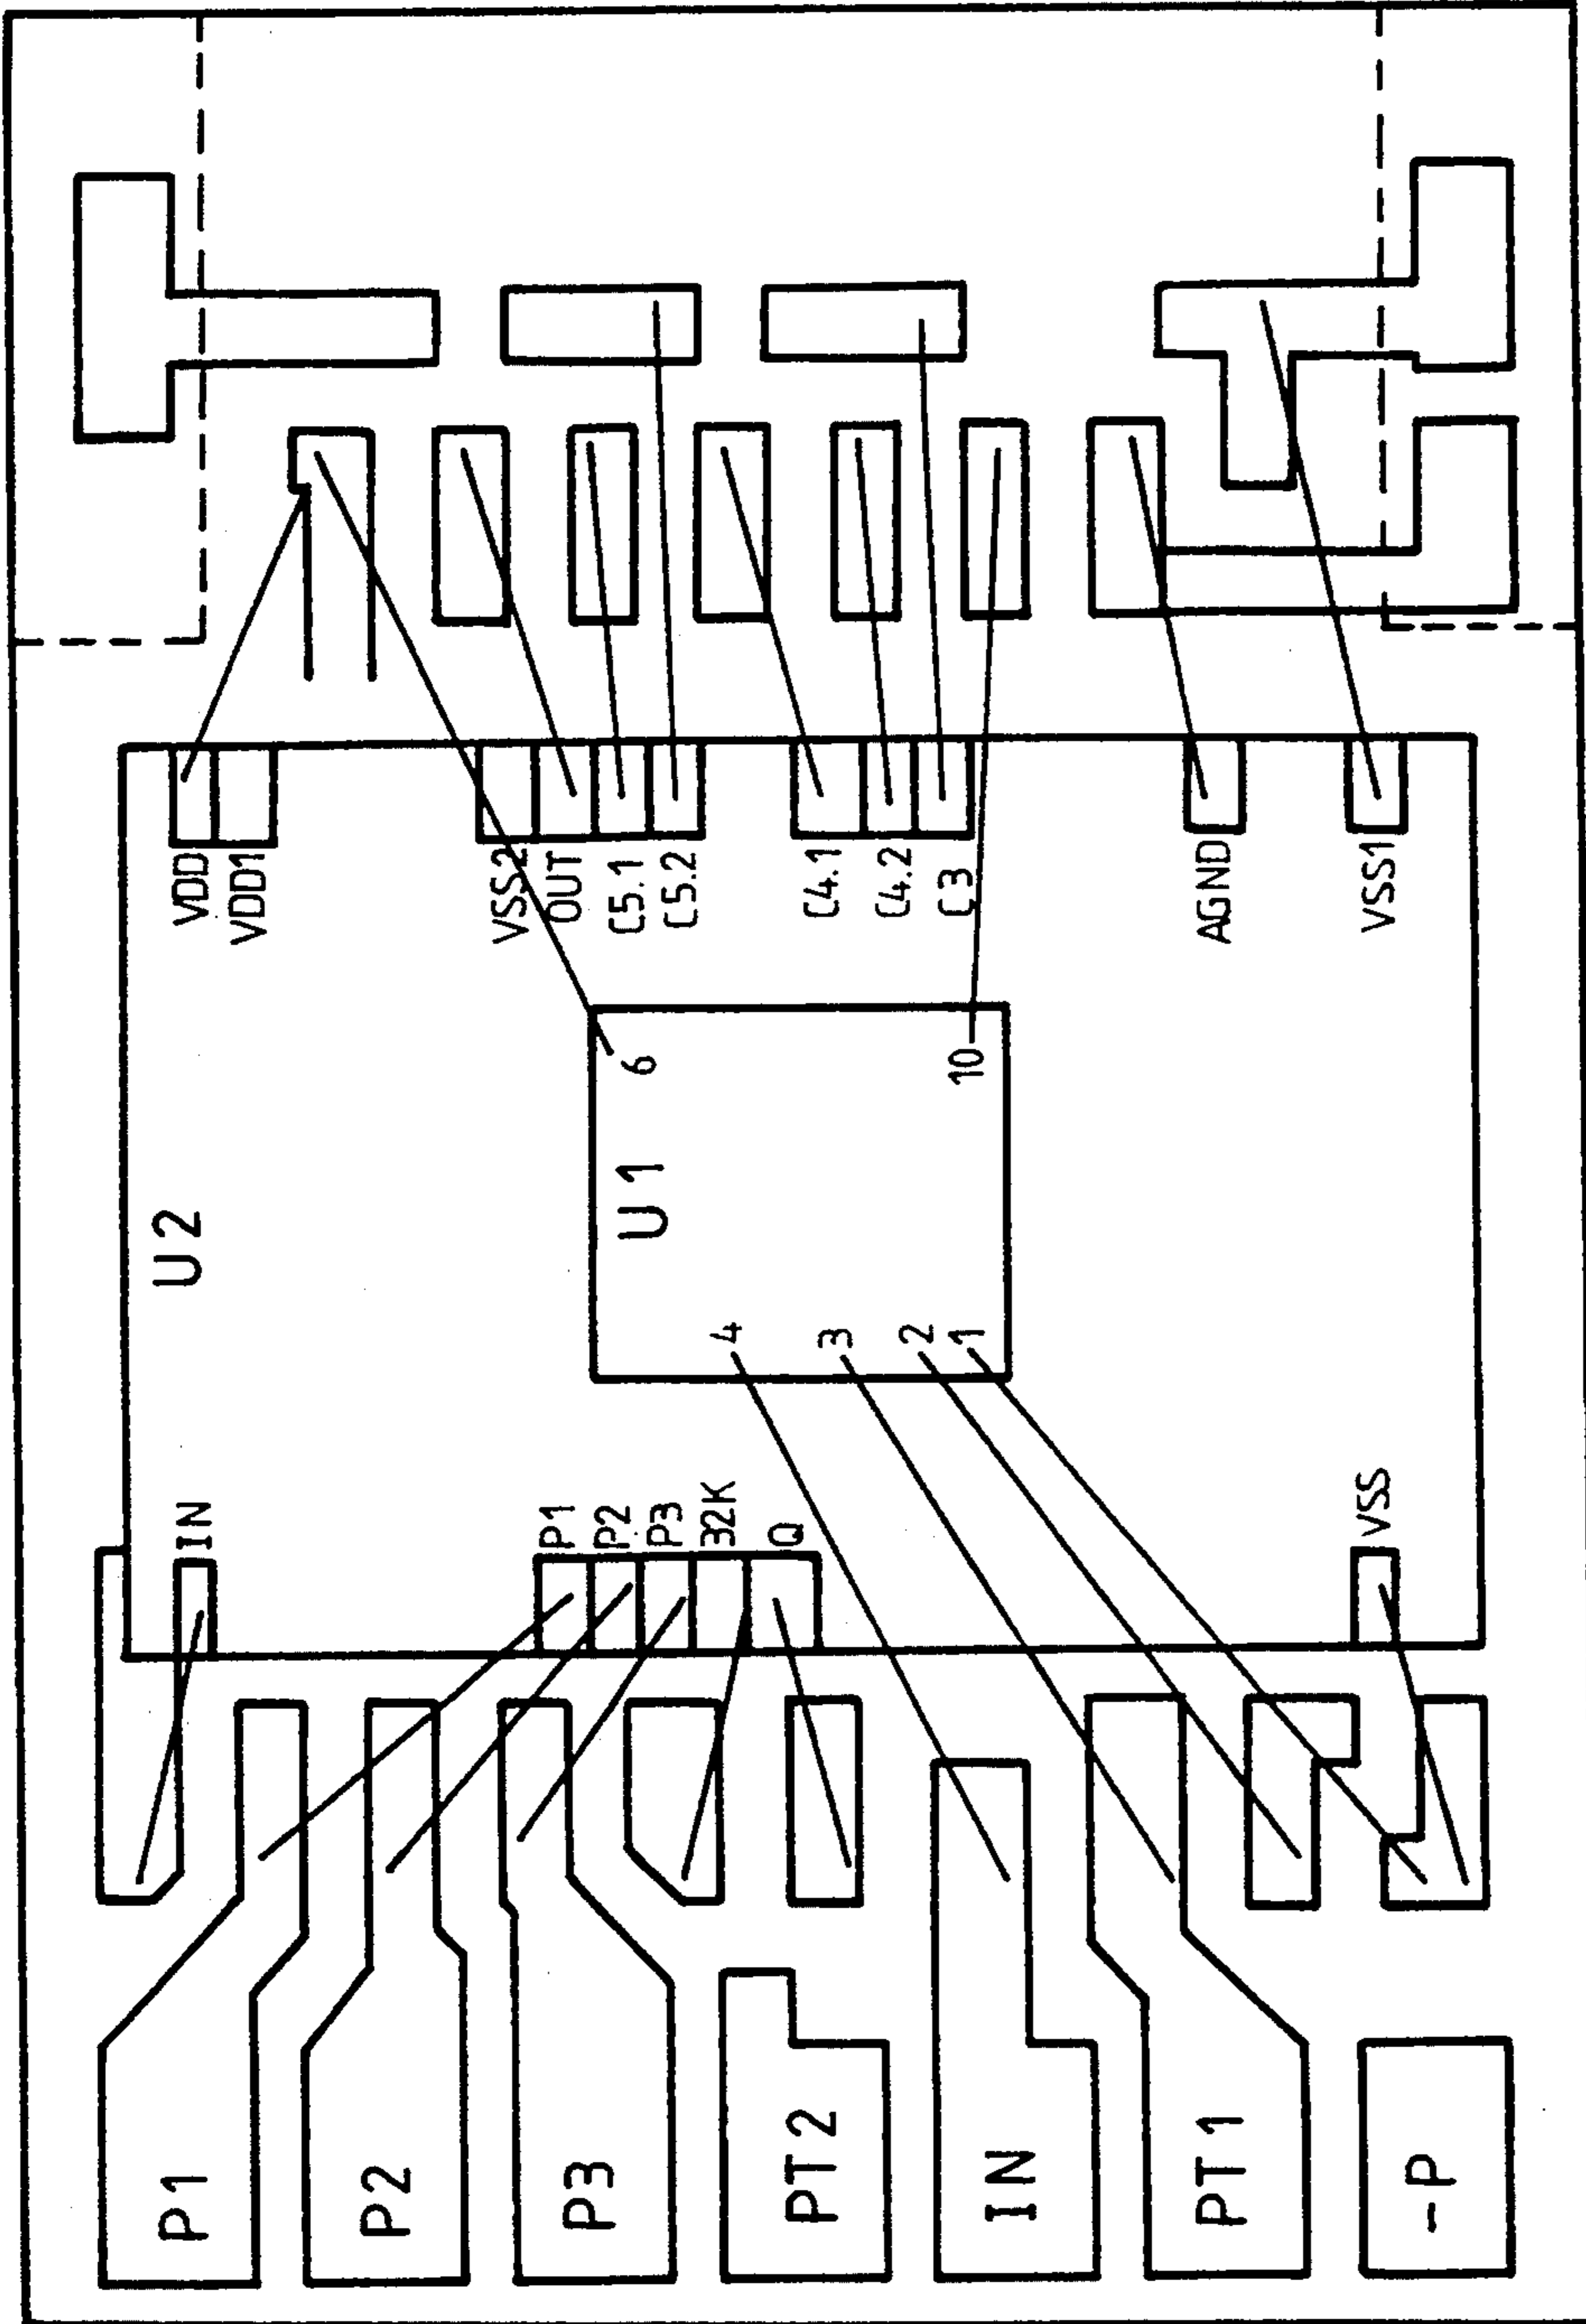 P1
P2
P3
PT2
IN
PT1
-P
IN
P1
P2
P3
32K
Q
VSS
U2
U1
4
3
2
1
6
10
VDD
VDD1
VSS2
OUT
C5.1
C5.2
C4.1
C4.2
C3
AGND
VSS1